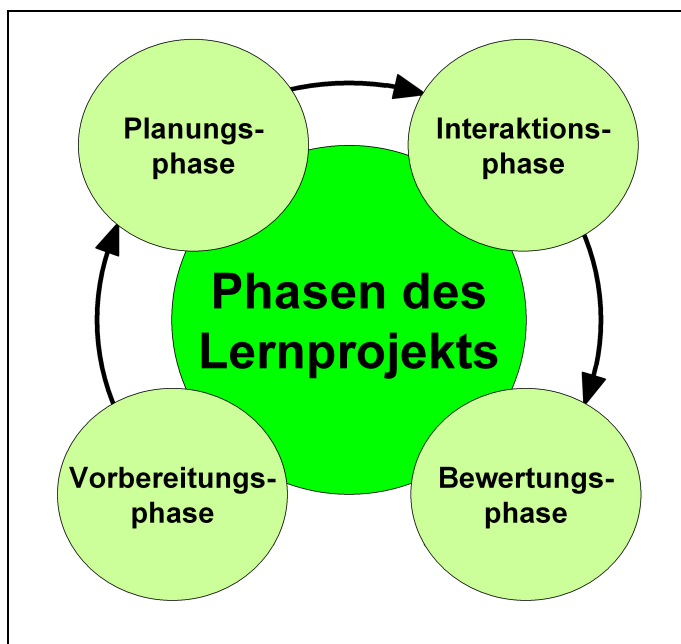 Planungs-
phase
Interaktions-
phase
Phasen des
Lernprojekts
Vorbereitungs-
phase
Bewertungs-
phase